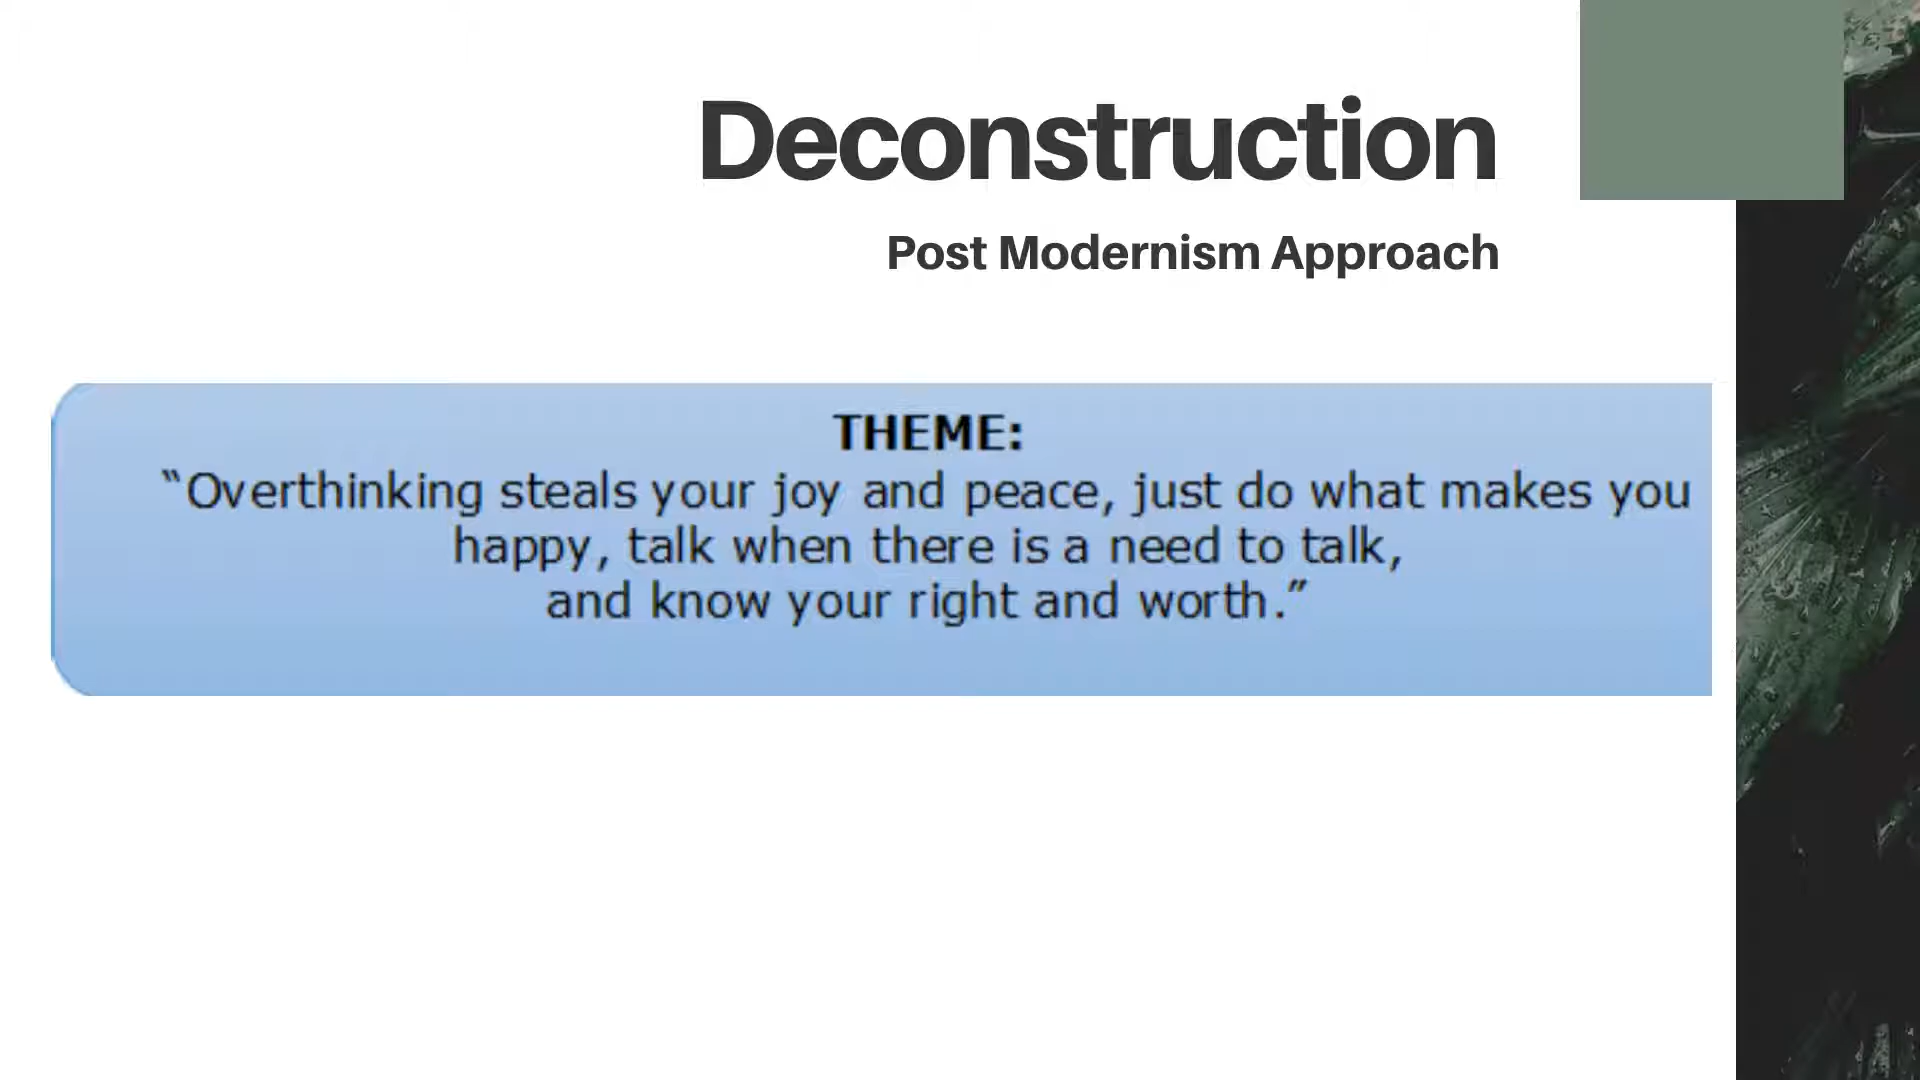 Deconstruction
Post Modernism Approach
THEME:
“Overthinking steals your joy and peace, just do what makes you
happy, talk when there is a need to talk,
and know your right and worth.”